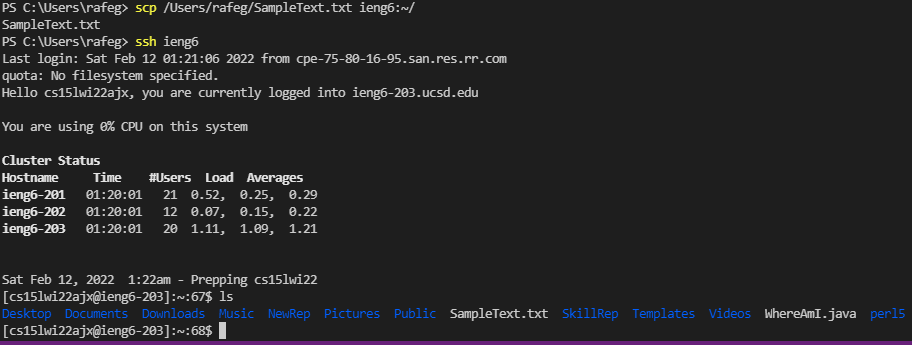 PS C:\Users\rafeg> scp /Users/rafeg/SampleText.txt ieng6:~/
SampleText.txt
PS C:\Users\rafeg> ssh ieng6
Last login: Sat Feb 12 01:21:06 2022 from cpe-75-80-16-95.san.res.rr.com
quota: No filesystem specified.
Hello cs15lwi22ajx, you are currently logged into ieng6-203.ucsd.edu
You are using 0% CPU on this system
Cluster Status
Hostname     Time    #Users  Load  Averages
ieng6-201   01:20:01   21  0.52,  0.25,  0.29
ieng6-202   01:20:01   12  0.07,  0.15,  0.22
ieng6-203   01:20:01   20  1.11,  1.09,  1.21
Sat Feb 12, 2022  1:22am - Prepping cs15lwi22
[cs15lwi22ajx@ieng6-203]:~:67$ ls
Desktop  Documents  Downloads  Music  NewRep  Pictures  Public  SampleText.txt  SkillRep  Templates  Videos  WhereAmI.java  perl5
[cs15lwi22ajx@ieng6-203]:~:68$